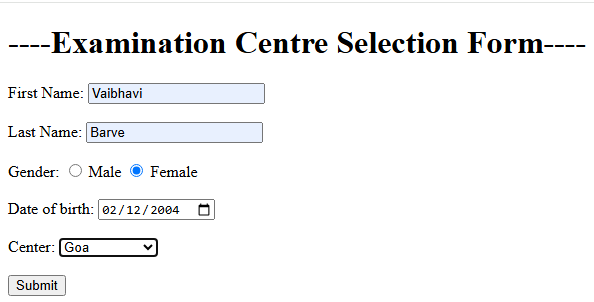 ----Examination Centre Selection Form----
First Name: Vaibhavi
Last Name: Barve
Gender: Male Female
Date of birth: 02/12/2004
Center: Goa
Submit